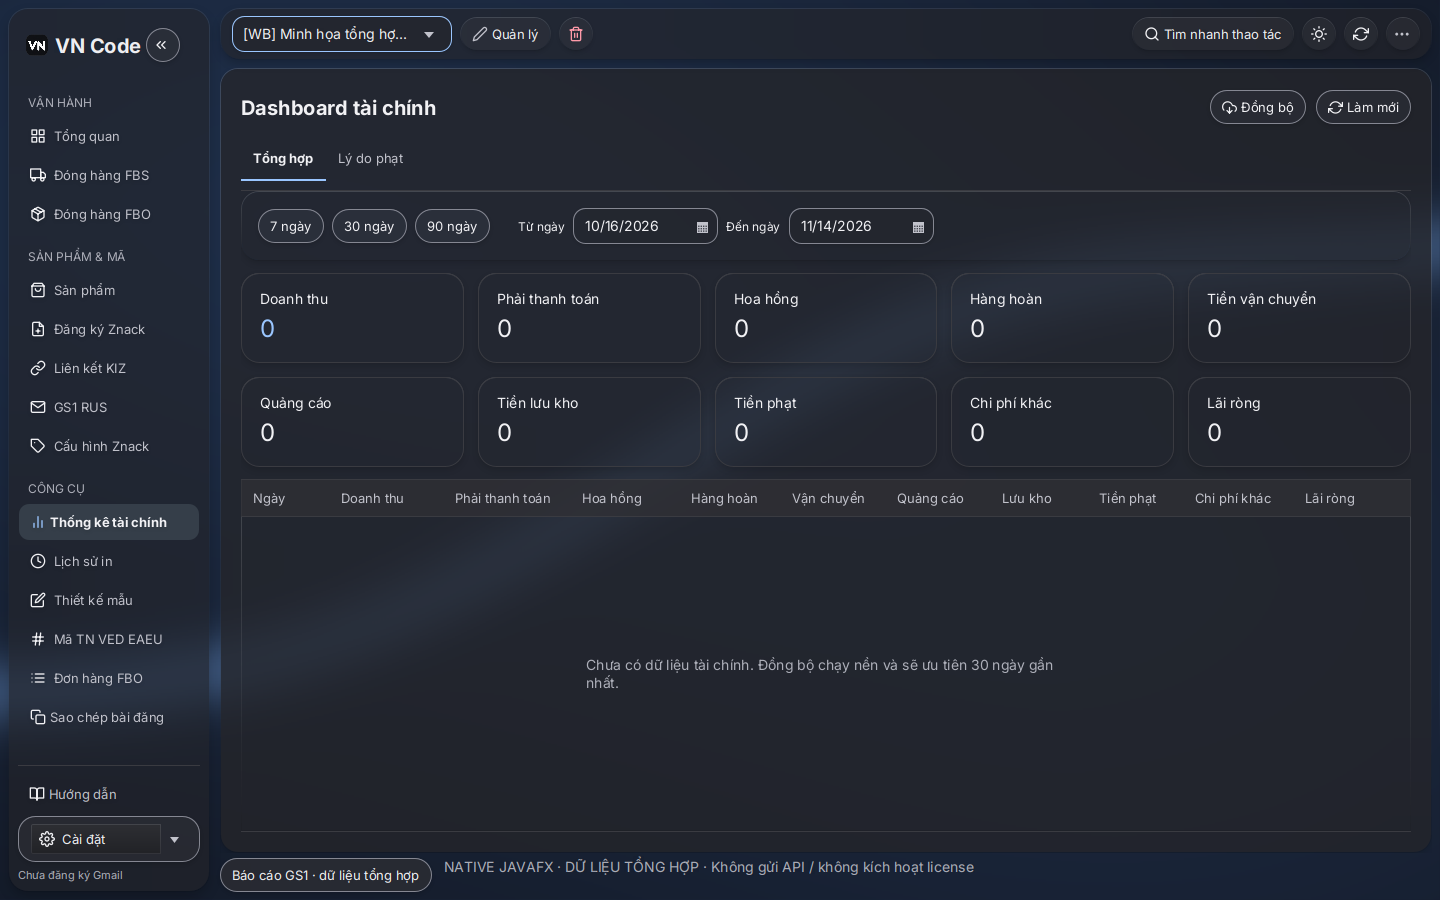 VN VN Code
VẬN HÀNH
Tổng quan
Đóng hàng FBS
Đóng hàng FBO
SẢN PHẨM & MÃ
Sản phẩm
Đăng ký Znack
Liên kết KIZ
GS1 RUS
Cấu hình Znack
CÔNG CỤ
Thống kê tài chính
Lịch sử in
Thiết kế mẫu
Mã TN VED EAEU
Đơn hàng FBO
Sao chép bài đăng
Hướng dẫn
Cài đặt
Chưa đăng ký Gmail
[WB] Minh họa tổng hợ...
Quản lý
Tìm nhanh thao tác
Dashboard tài chính
Đồng bộ
Làm mới
Tổng hợp
Lý do phạt
7 ngày
30 ngày
90 ngày
Từ ngày
10/16/2026
Đến ngày
11/14/2026
Doanh thu
0
Phải thanh toán
0
Hoa hồng
0
Hàng hoàn
0
Tiền vận chuyển
0
Quảng cáo
0
Tiền lưu kho
0
Tiền phạt
0
Chi phí khác
0
Lãi ròng
0
Ngày Doanh thu Phải thanh toán Hoa hồng Hàng hoàn Vận chuyển Quảng cáo Lưu kho Tiền phạt Chi phí khác Lãi ròng
Chưa có dữ liệu tài chính. Đồng bộ chạy nền và sẽ ưu tiên 30 ngày gần
nhất.
Báo cáo GS1 · dữ liệu tổng hợp
NATIVE JAVAFX · DỮ LIỆU TỔNG HỢP · Không gửi API / không kích hoạt license